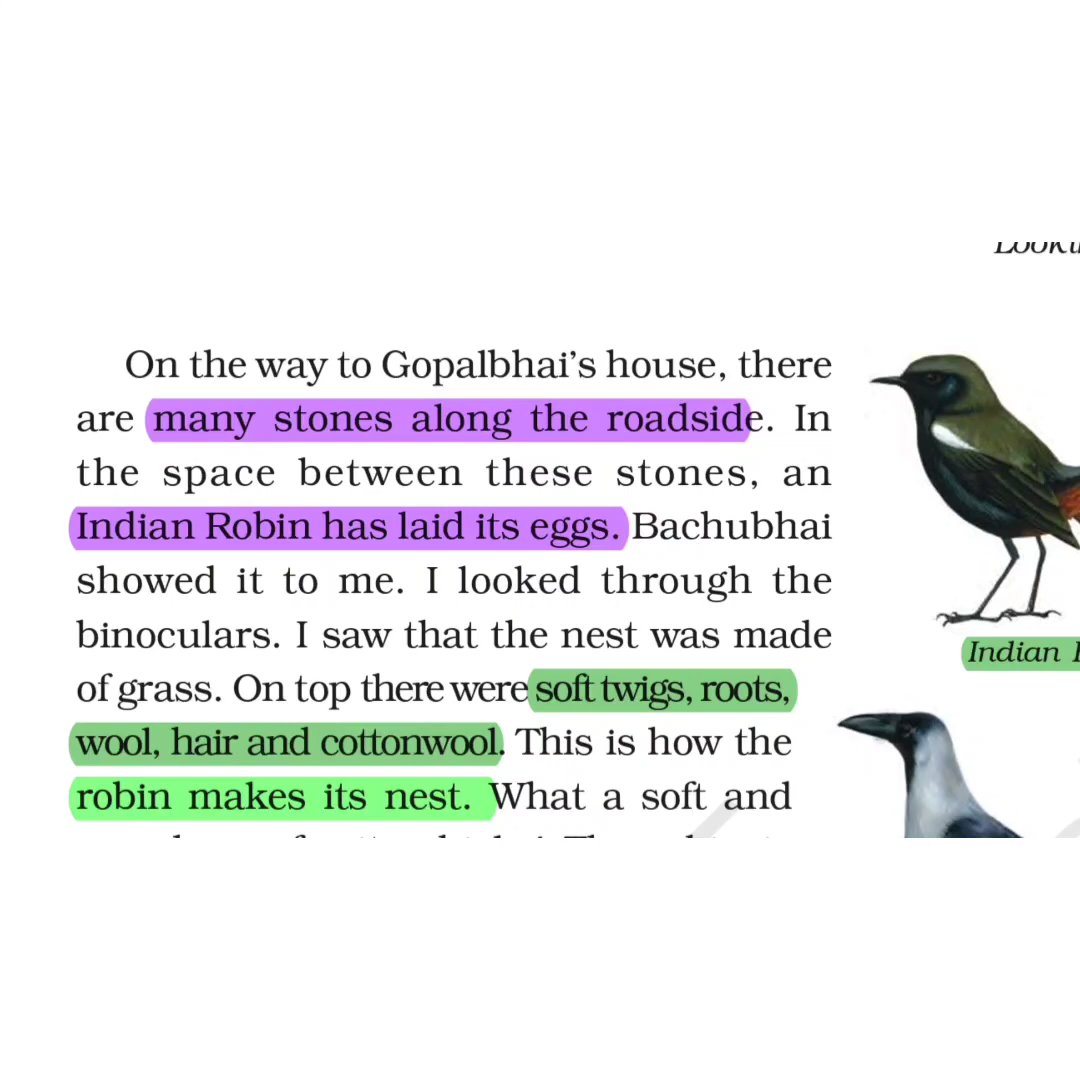 On the way to Gopalbhai's house, there
are many stones along the roadside. In
the space between these stones, an
Indian Robin has laid its eggs. Bachubhai
showed it to me. I looked through the
binoculars. I saw that the nest was made
of grass. On top there were soft twigs, roots,
wool, hair and cottonwool. This is how the
robin makes its nest. What a soft and
Indian